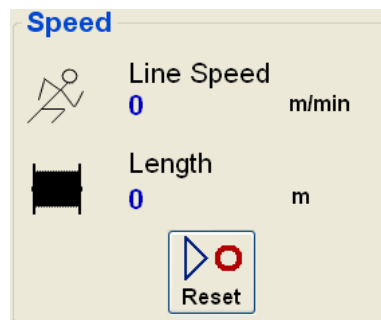 Speed
Line Speed
0 m/min
Length
0 m
Reset